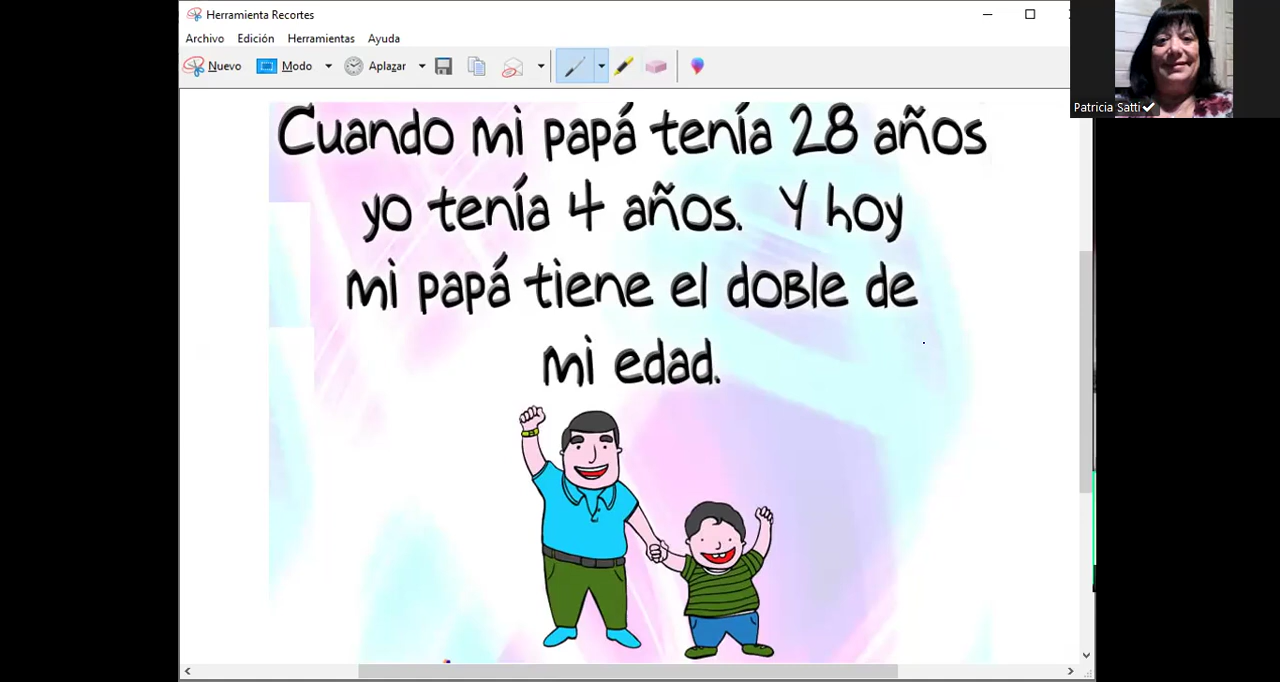 Herramienta Recortes
Archivo Edición Herramientas Ayuda
Nuevo Modo Aplazar
Patricia Satti
Cuando mi papá tenía 28 años
yo tenía 4 años. Y hoy
mi papá tiene el doble de
mi edad.